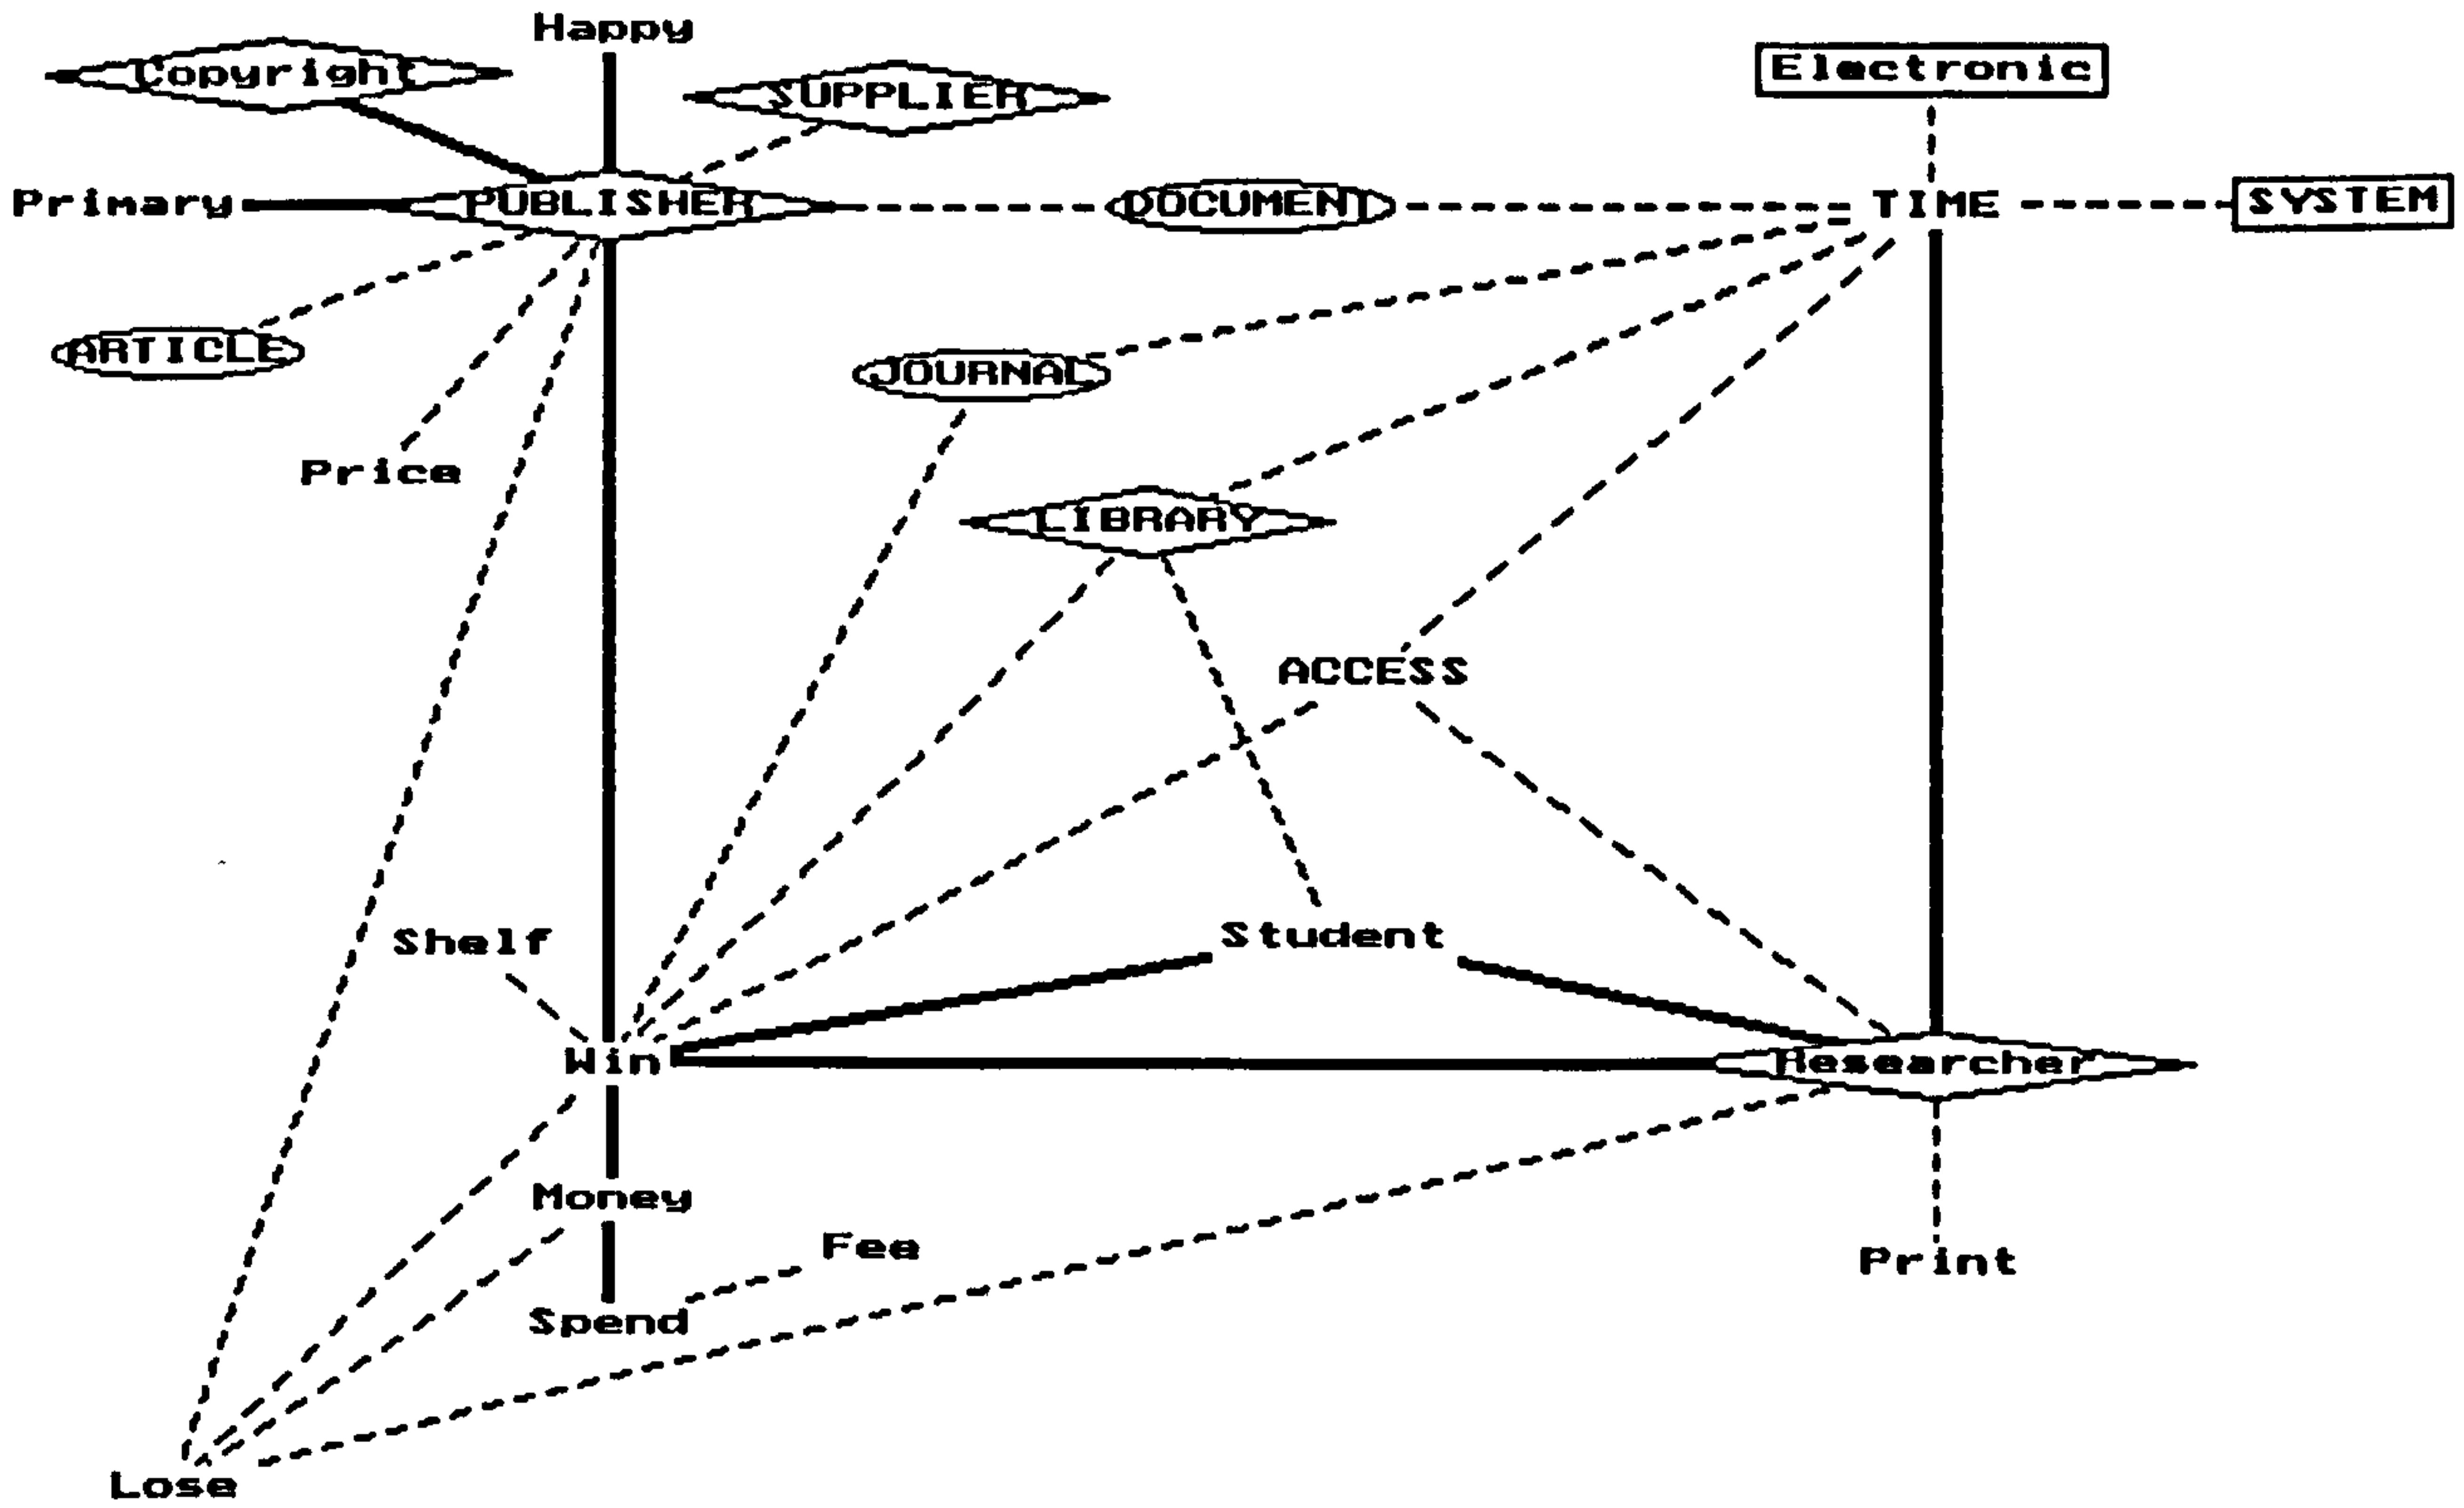 Happy
Copyright
SUPPLIER
Electronic
Primary
PUBLISHER
DOCUMENT
TIME
SYSTEM
ARTICLE
JOURNAL
Price
LIBRARY
ACCESS
Shelf
Student
Win
Researcher
Money
Fee
Print
Spend
Lose